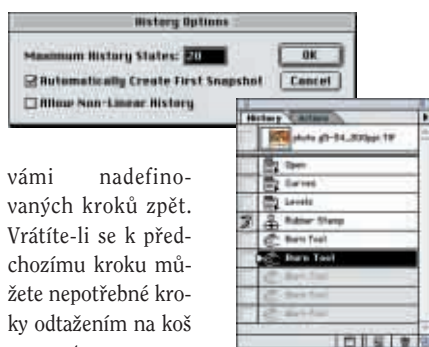 History Options
Maximum History States: 20
OK
Automatically Create First Snapshot
Cancel
Allow Non-Linear History
History
Actions
Open
Curves
Levels
Rubber Stamp
Burn Tool
Burn Tool
Burn Tool
Burn Tool
Burn Tool
vámi nadefino-
vaných kroků zpět.
Vrátíte-li se k před-
chozímu kroku mů-
žete nepotřebné kro-
ky odtažením na koš